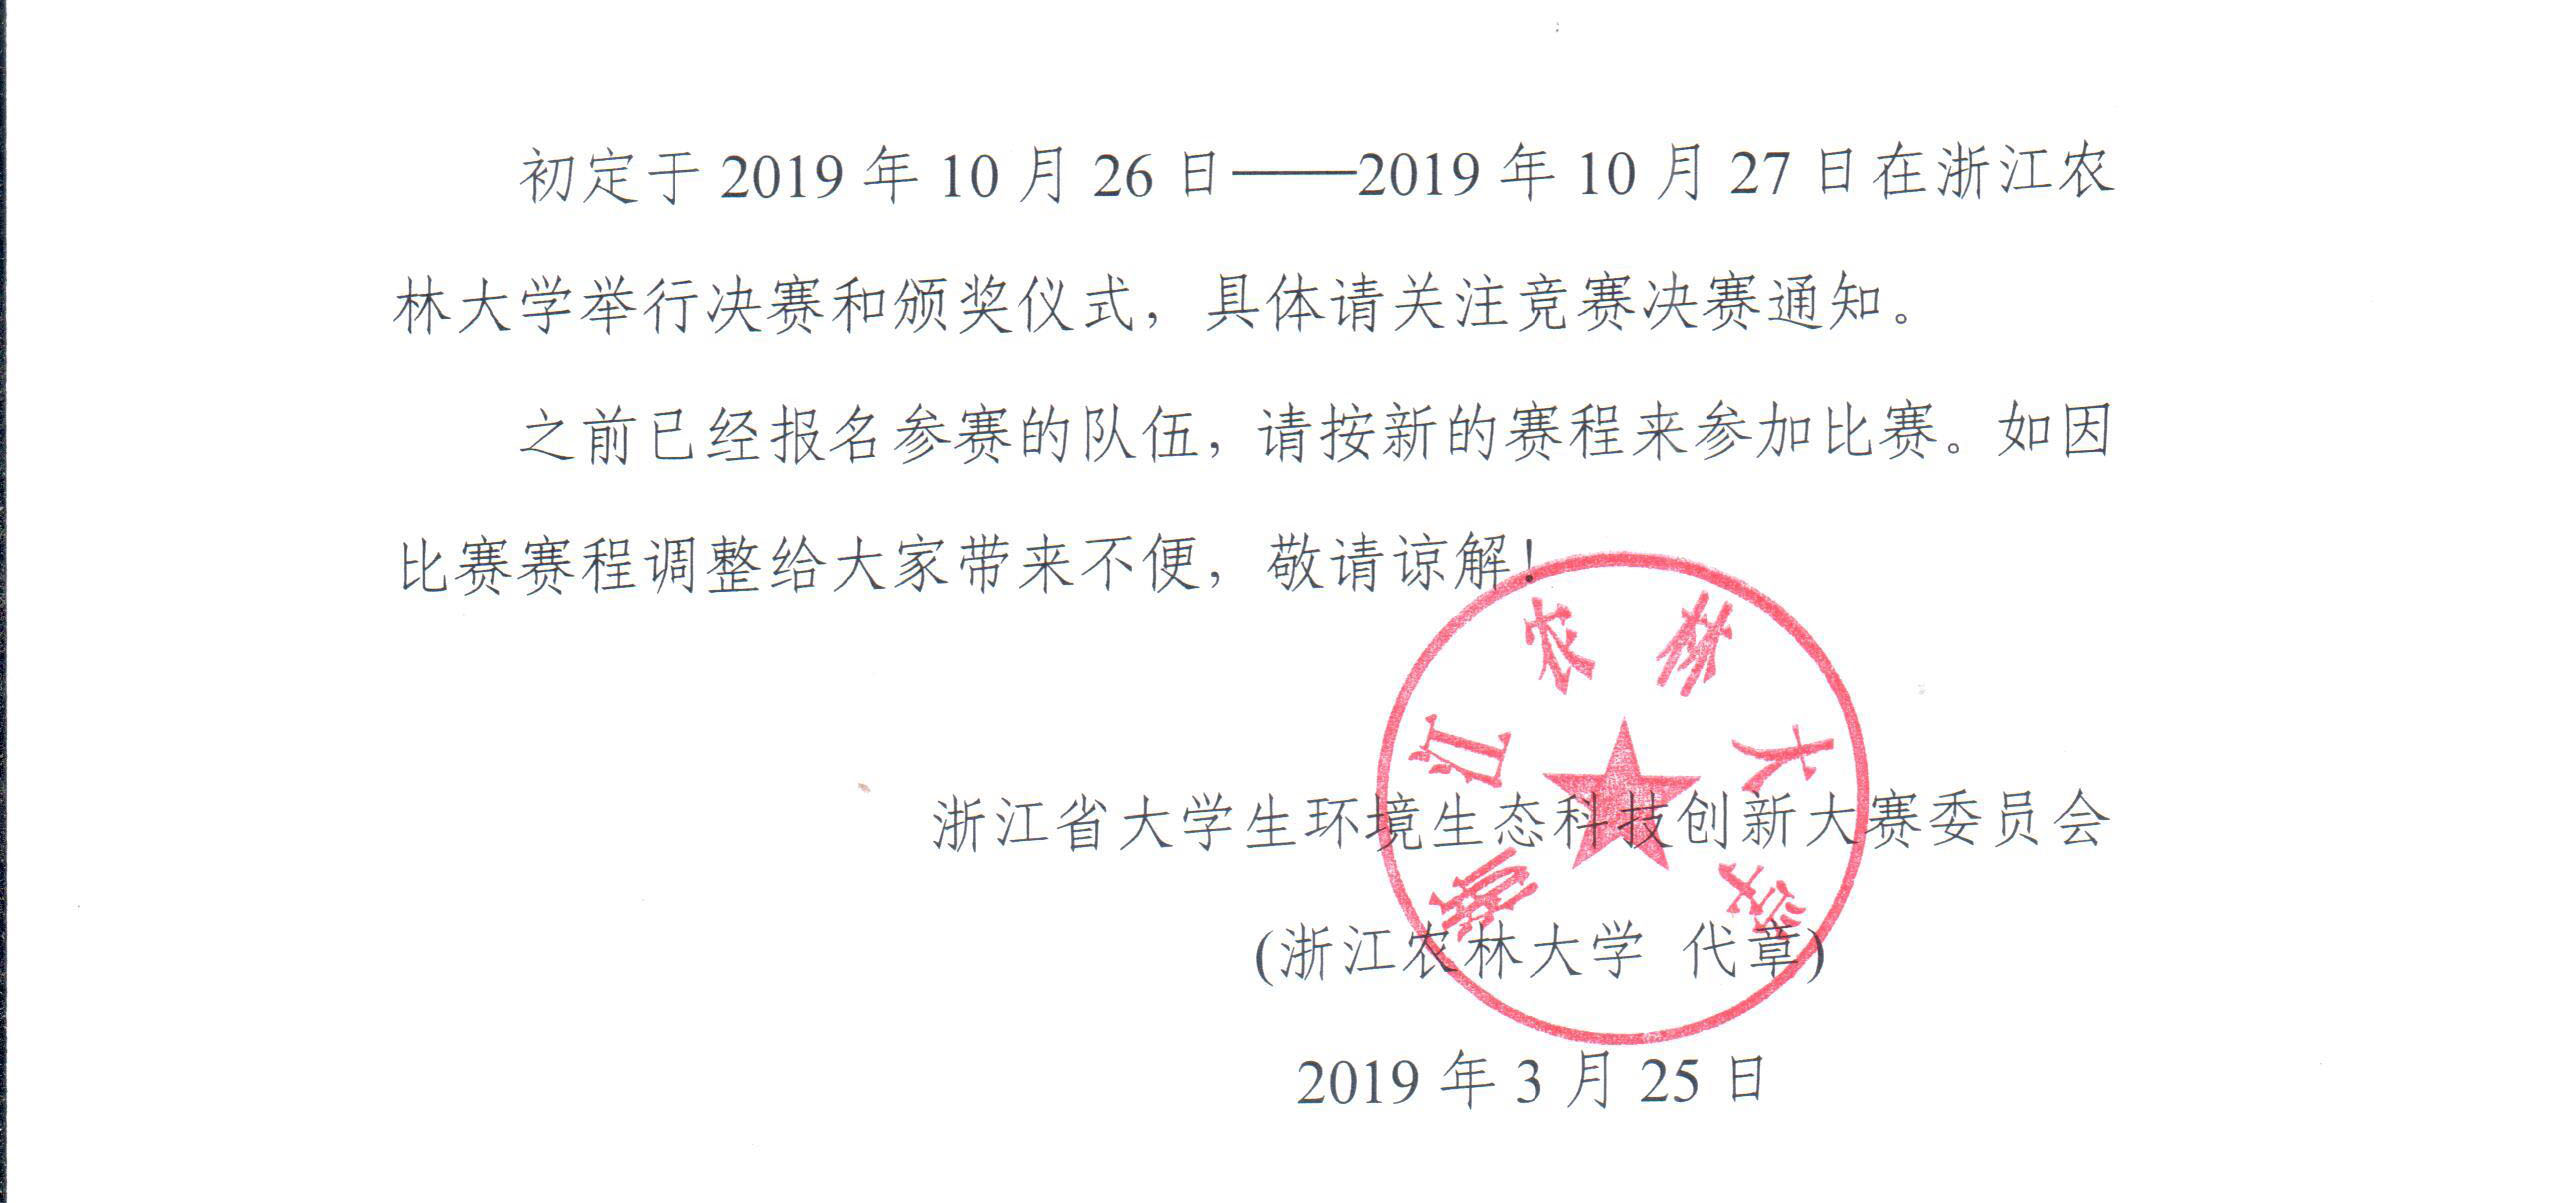 初定于 2019 年 10 月 26 日——2019 年 10 月 27 日在浙江农
林大学举行决赛和颁奖仪式，具体请关注竞赛决赛通知。
之前已经报名参赛的队伍，请按新的赛程来参加比赛。如因
比赛赛程调整给大家带来不便，敬请谅解！
浙江农林大学
浙江省大学生环境生态科技创新大赛委员会
(浙江农林大学 代章)
2019 年 3 月 25 日